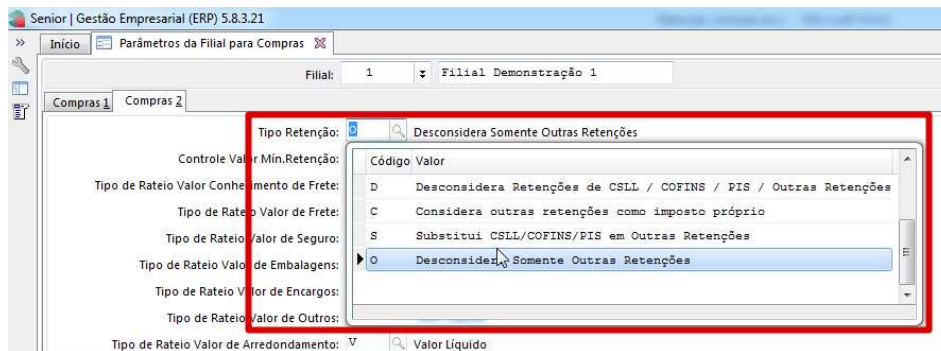 Senior | Gestão Empresarial (ERP) 5.8.3.21
Início Parâmetros da Filial para Compras
Filial: 1 Filial Demonstração 1
Compras 1 Compras 2
Tipo Retenção: O Desconsidera Somente Outras Retenções
Controle Valor Mín.Retenção:
Código Valor
Tipo de Rateio Valor Conhecimento de Frete:
D Desconsidera Retenções de CSLL / COFINS / PIS / Outras Retenções
Tipo de Rateio Valor de Frete:
C Considera outras retenções como imposto próprio
Tipo de Rateio Valor de Seguro:
S Substitui CSLL/COFINS/PIS em Outras Retenções
Tipo de Rateio Valor de Embalagens:
O Desconsidera Somente Outras Retenções
Tipo de Rateio Valor de Encargos:
Tipo de Rateio Valor de Outros:
Tipo de Rateio Valor de Arredondamento: V Valor Líquido